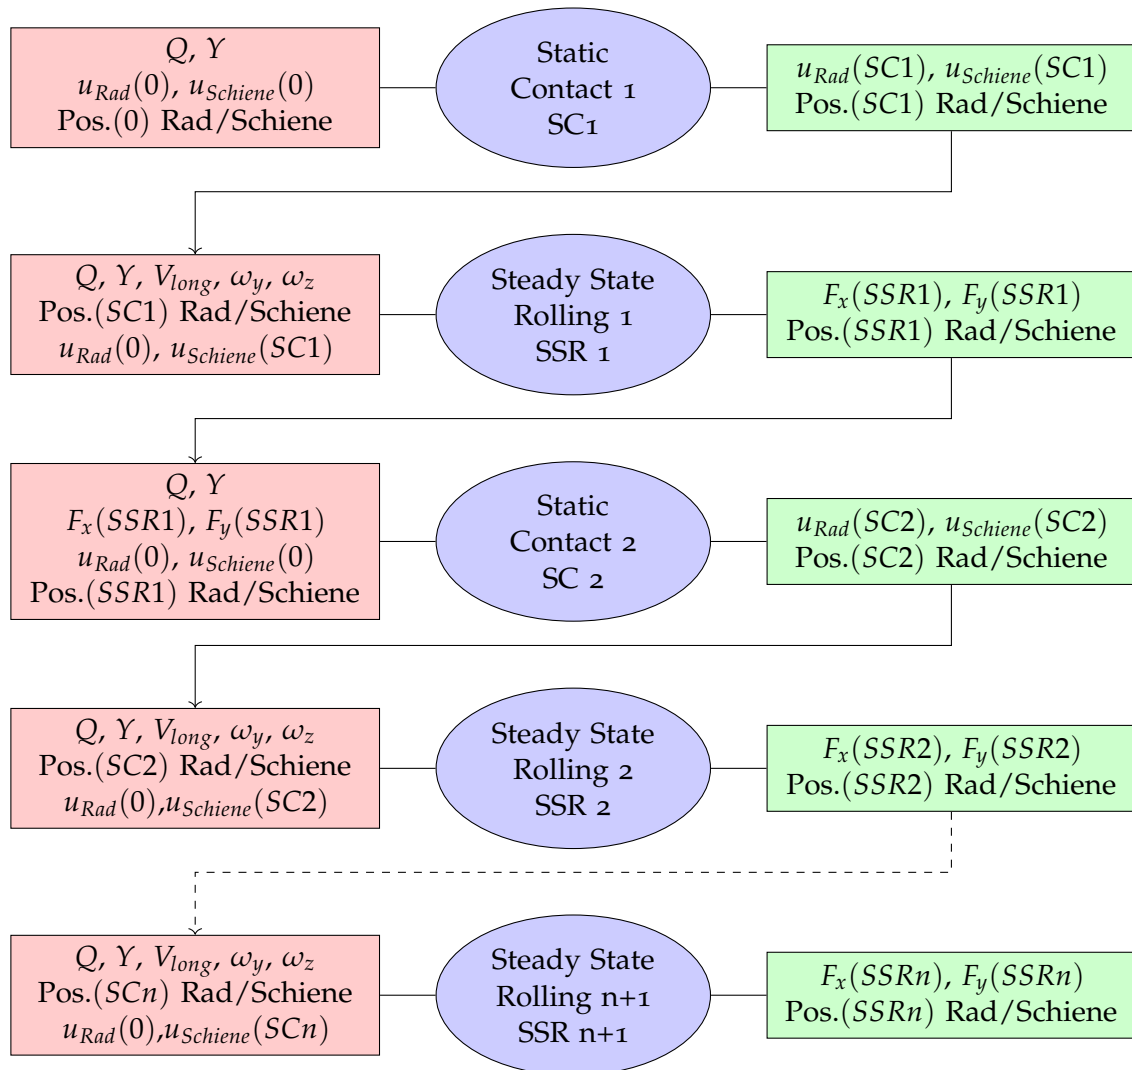 Q, Y
u_Rad(0), u_Schiene(0)
Pos.(0) Rad/Schiene
Static
Contact 1
SC1
u_Rad(SC1), u_Schiene(SC1)
Pos.(SC1) Rad/Schiene
Q, Y, V_long, ω_y, ω_z
Pos.(SC1) Rad/Schiene
u_Rad(0), u_Schiene(SC1)
Steady State
Rolling 1
SSR 1
F_x(SSR1), F_y(SSR1)
Pos.(SSR1) Rad/Schiene
Q, Y
F_x(SSR1), F_y(SSR1)
u_Rad(0), u_Schiene(0)
Pos.(SSR1) Rad/Schiene
Static
Contact 2
SC 2
u_Rad(SC2), u_Schiene(SC2)
Pos.(SC2) Rad/Schiene
Q, Y, V_long, ω_y, ω_z
Pos.(SC2) Rad/Schiene
u_Rad(0),u_Schiene(SC2)
Steady State
Rolling 2
SSR 2
F_x(SSR2), F_y(SSR2)
Pos.(SSR2) Rad/Schiene
Q, Y, V_long, ω_y, ω_z
Pos.(SCn) Rad/Schiene
u_Rad(0),u_Schiene(SCn)
Steady State
Rolling n+1
SSR n+1
F_x(SSRn), F_y(SSRn)
Pos.(SSRn) Rad/Schiene